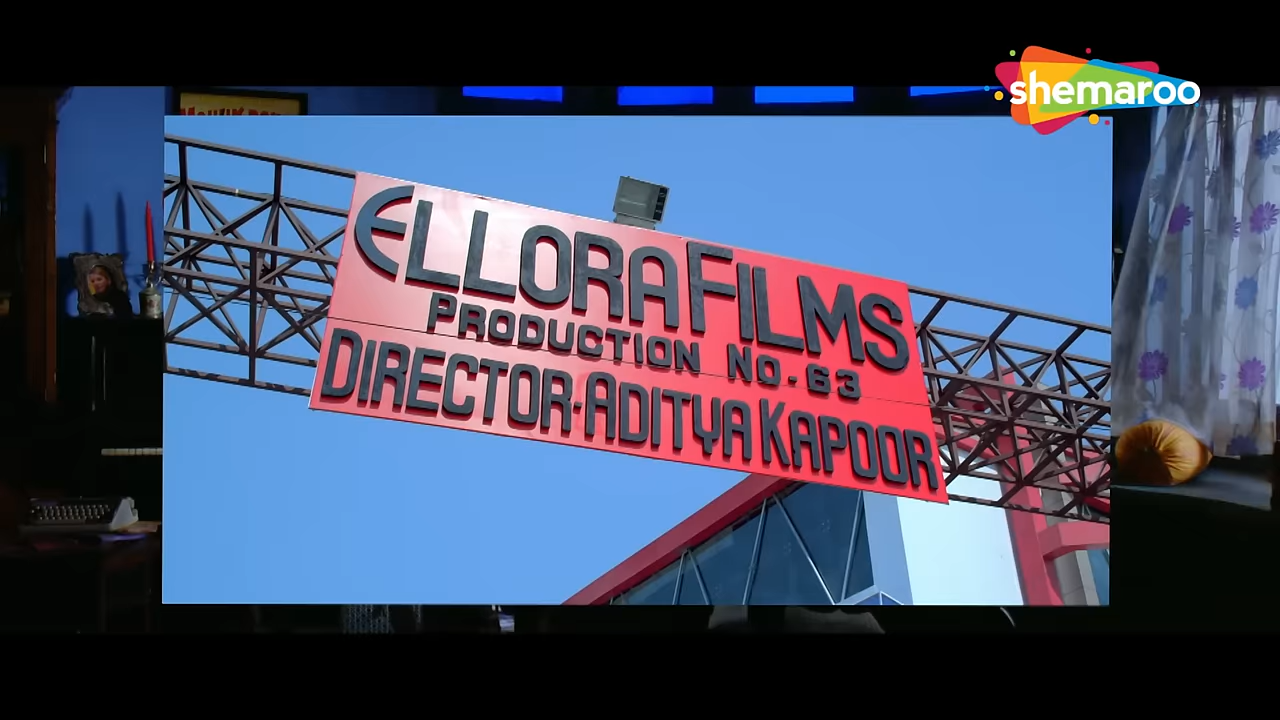 shemaroo
ELLORA FILMS
PRODUCTION NO.63
DIRECTOR-ADITYA KAPOOR